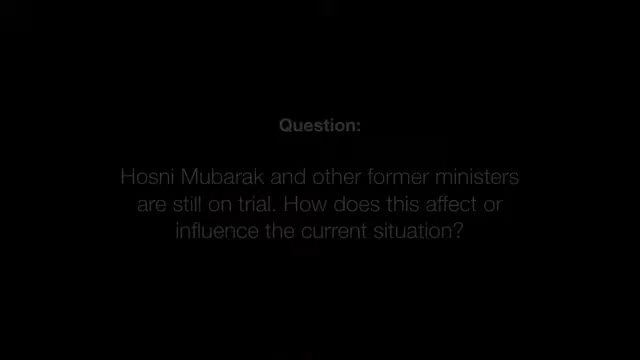 Question:
Hosni Mubarak and other former ministers
are still on trial. How does this affect or
influence the current situation?